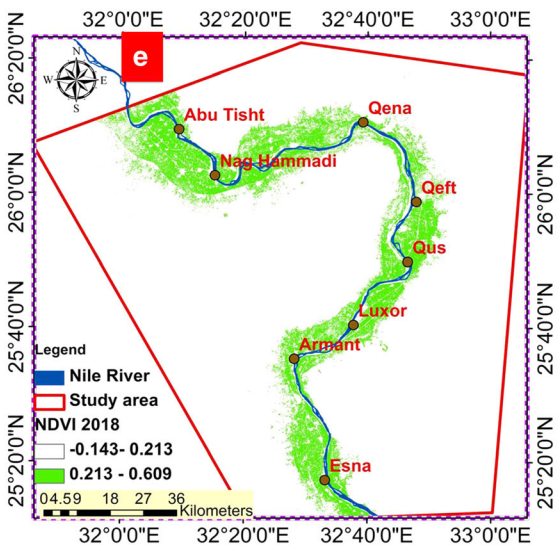 32°0'0"E 32°20'0"E 32°40'0"E 33°0'0"E
e
N
W E
S
26°20'0"N
26°0'0"N
25°40'0"N
25°20'0"N
Abu Tisht
Qena
Nag Hammadi
Qeft
Qus
Luxor
Armant
Esna
Legend
Nile River
Study area
NDVI 2018
-0.143- 0.213
0.213 - 0.609
0 4.5 9 18 27 36
Kilometers
26°20'0"N
26°0'0"N
25°40'0"N
25°20'0"N
32°0'0"E 32°20'0"E 32°40'0"E 33°0'0"E